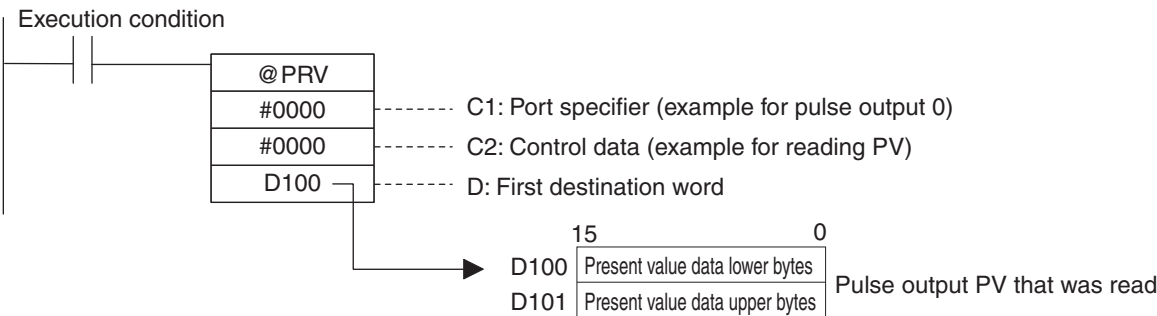 Execution condition
@PRV
#0000 C1: Port specifier (example for pulse output 0)
#0000 C2: Control data (example for reading PV)
D100 D: First destination word
15 0
D100 Present value data lower bytes
D101 Present value data upper bytes
Pulse output PV that was read